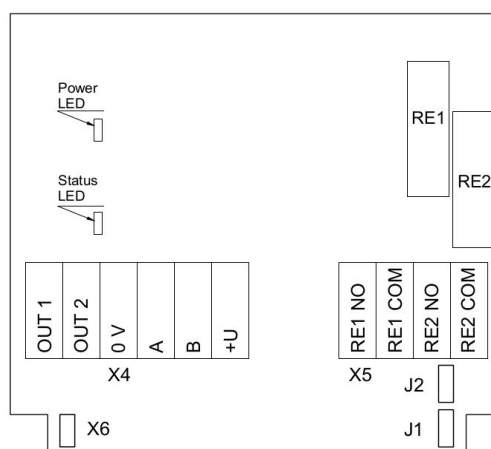 Power
LED
RE1
RE2
Status
LED
OUT 1
OUT 2
0 V
A
B
+U
RE1 NO
RE1 COM
RE2 NO
RE2 COM
X4
X5
J2
X6
J1